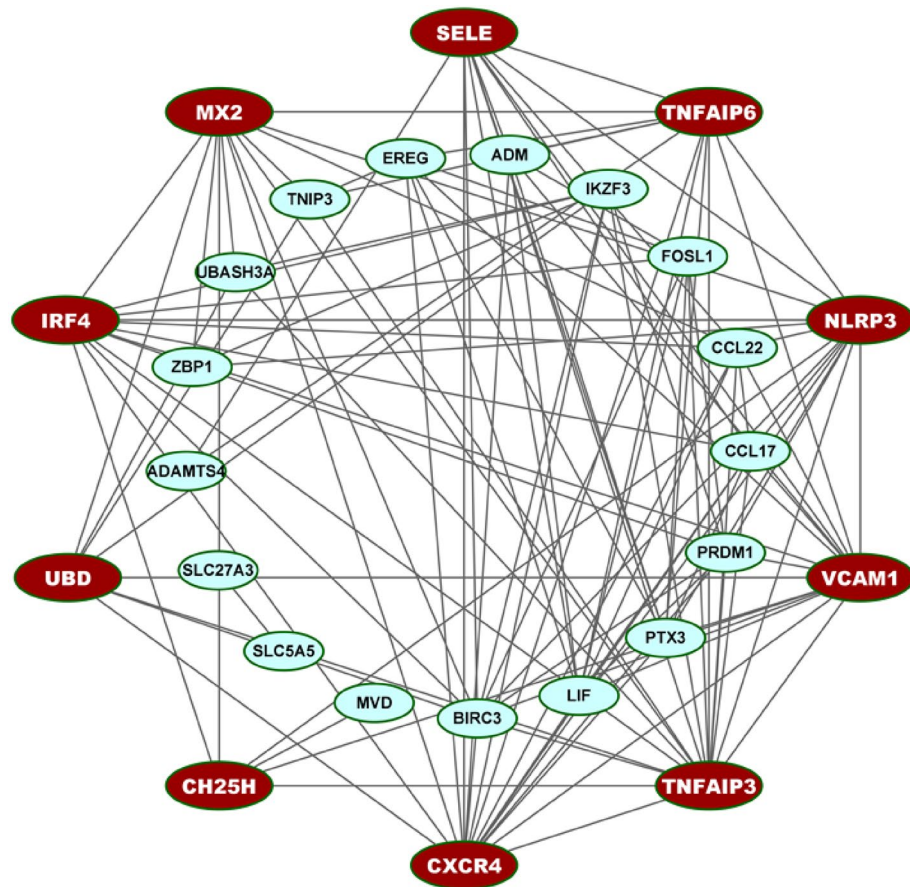 SELE
MX2
TNFAIP6
EREG
ADM
TNIP3
IKZF3
UBASH3A
FOSL1
IRF4
NLRP3
CCL22
ZBP1
CCL17
ADAMTS4
PRDM1
UBD
SLC27A3
VCAM1
PTX3
SLC5A5
LIF
MVD
BIRC3
CH25H
TNFAIP3
CXCR4